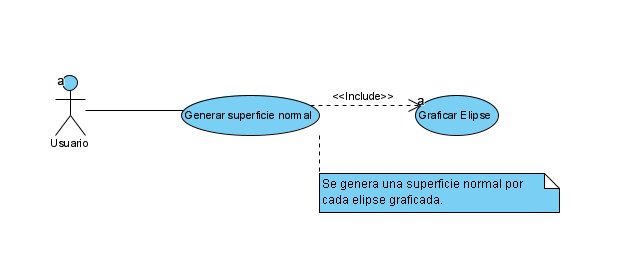 a
Usuario
Generar superficie normal
<<Include>>
a
Graficar Elipse
Se genera una superficie normal por
cada elipse graficada.